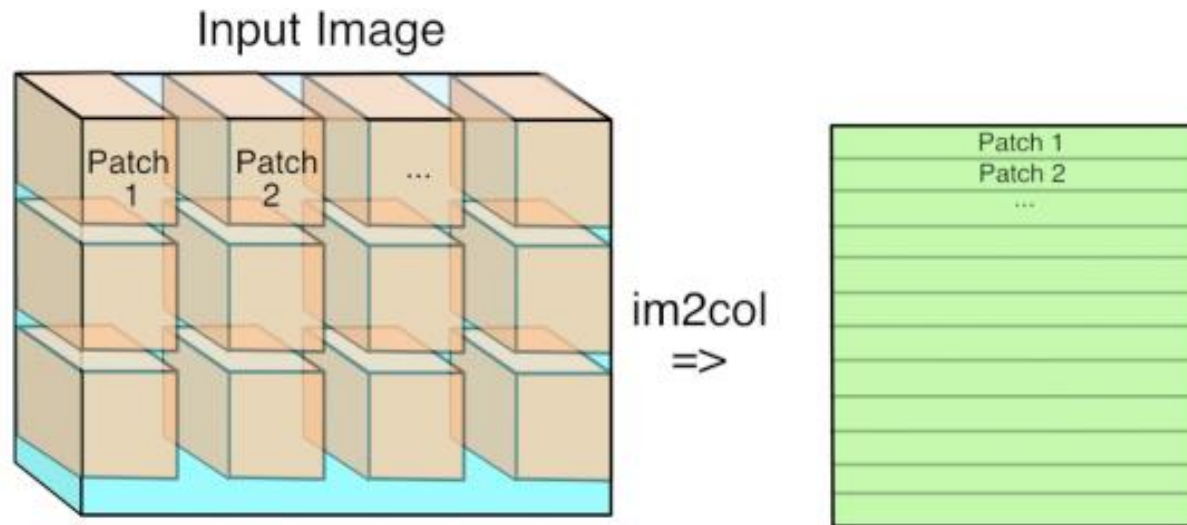 Input Image
Patch
1
Patch
2
...
im2col
=>
Patch 1
Patch 2
...